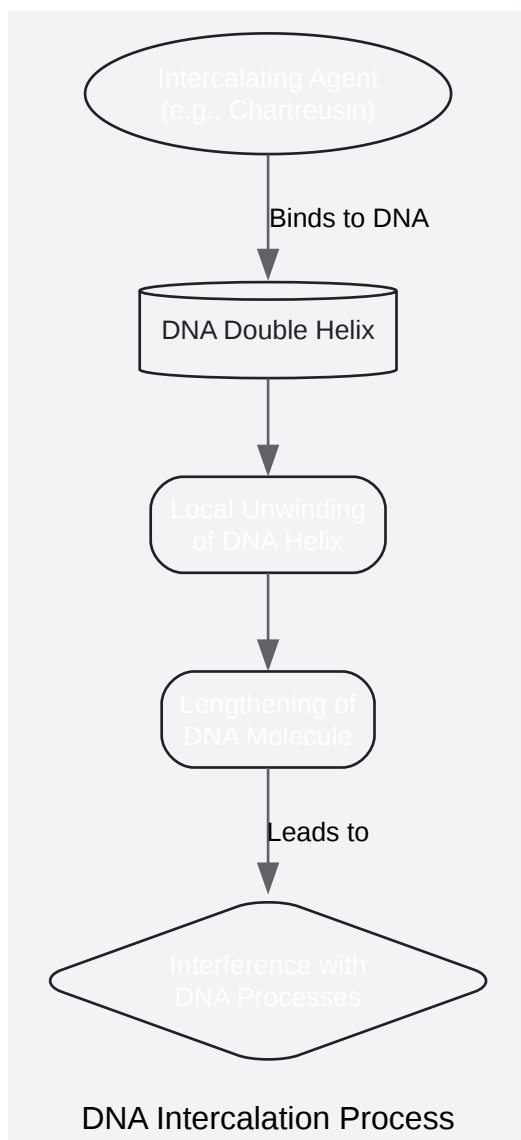 Intercalating Agent
(e.g., Chartreusin)
Binds to DNA
DNA Double Helix
Local Unwinding
of DNA Helix
Lengthening of
DNA Molecule
Leads to
Interference with
DNA Processes
DNA Intercalation Process